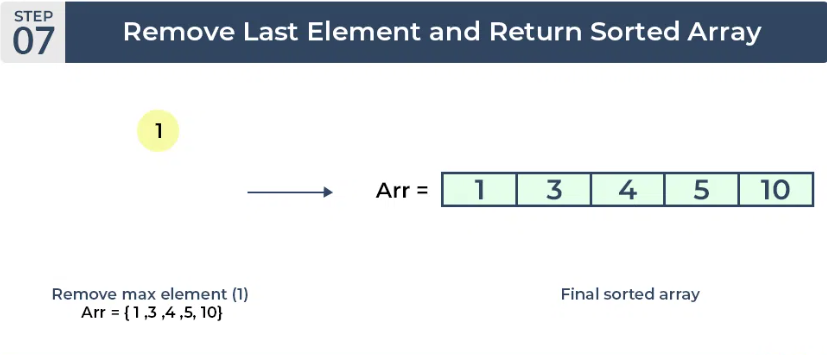 STEP
07
Remove Last Element and Return Sorted Array
1
Arr = 1 3 4 5 10
Remove max element (1)
Arr = { 1 ,3 ,4 ,5, 10}
Final sorted array